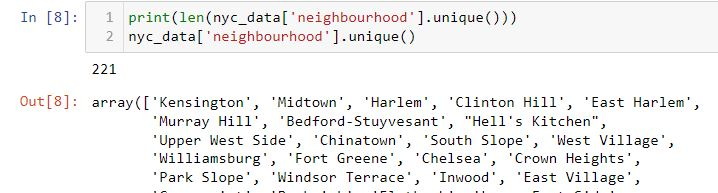 In [8]:
1 print(len(nyc_data['neighbourhood'].unique()))
2 nyc_data['neighbourhood'].unique()
221
Out[8]: array(['Kensington', 'Midtown', 'Harlem', 'Clinton Hill', 'East Harlem',
'Murray Hill', 'Bedford-Stuyvesant', "Hell's Kitchen",
'Upper West Side', 'Chinatown', 'South Slope', 'West Village',
'Williamsburg', 'Fort Greene', 'Chelsea', 'Crown Heights',
'Park Slope', 'Windsor Terrace', 'Inwood', 'East Village',